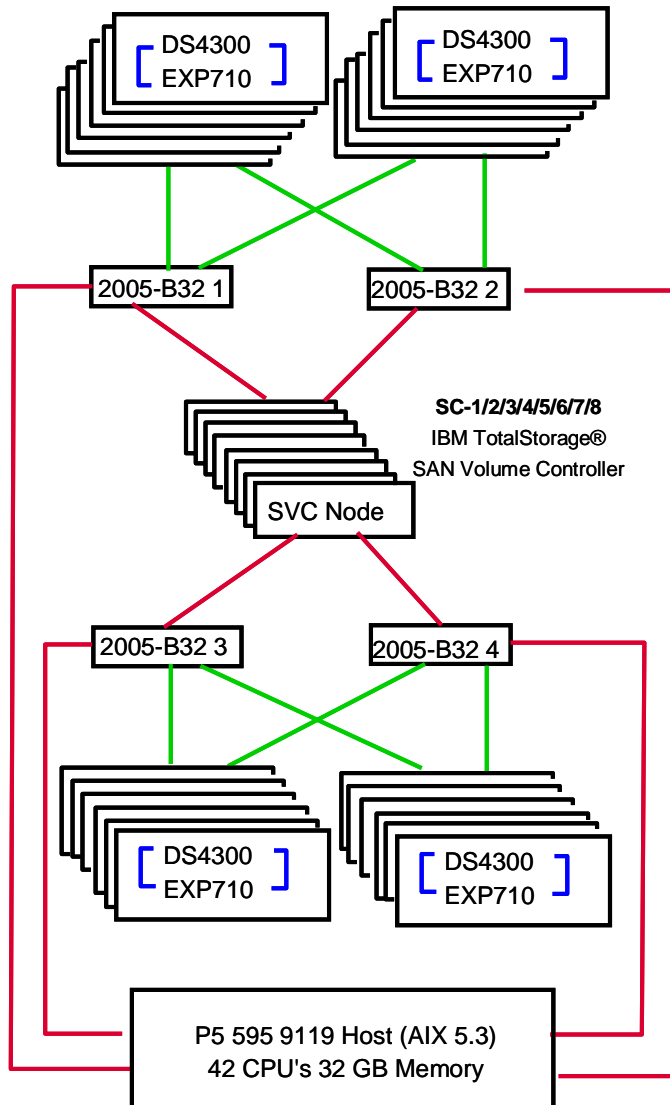 DS4300
EXP710
DS4300
EXP710
2005-B32 1
2005-B32 2
SC-1/2/3/4/5/6/7/8
IBM TotalStorage®
SAN Volume Controller
SVC Node
2005-B32 3
2005-B32 4
DS4300
EXP710
DS4300
EXP710
P5 595 9119 Host (AIX 5.3)
42 CPU's 32 GB Memory